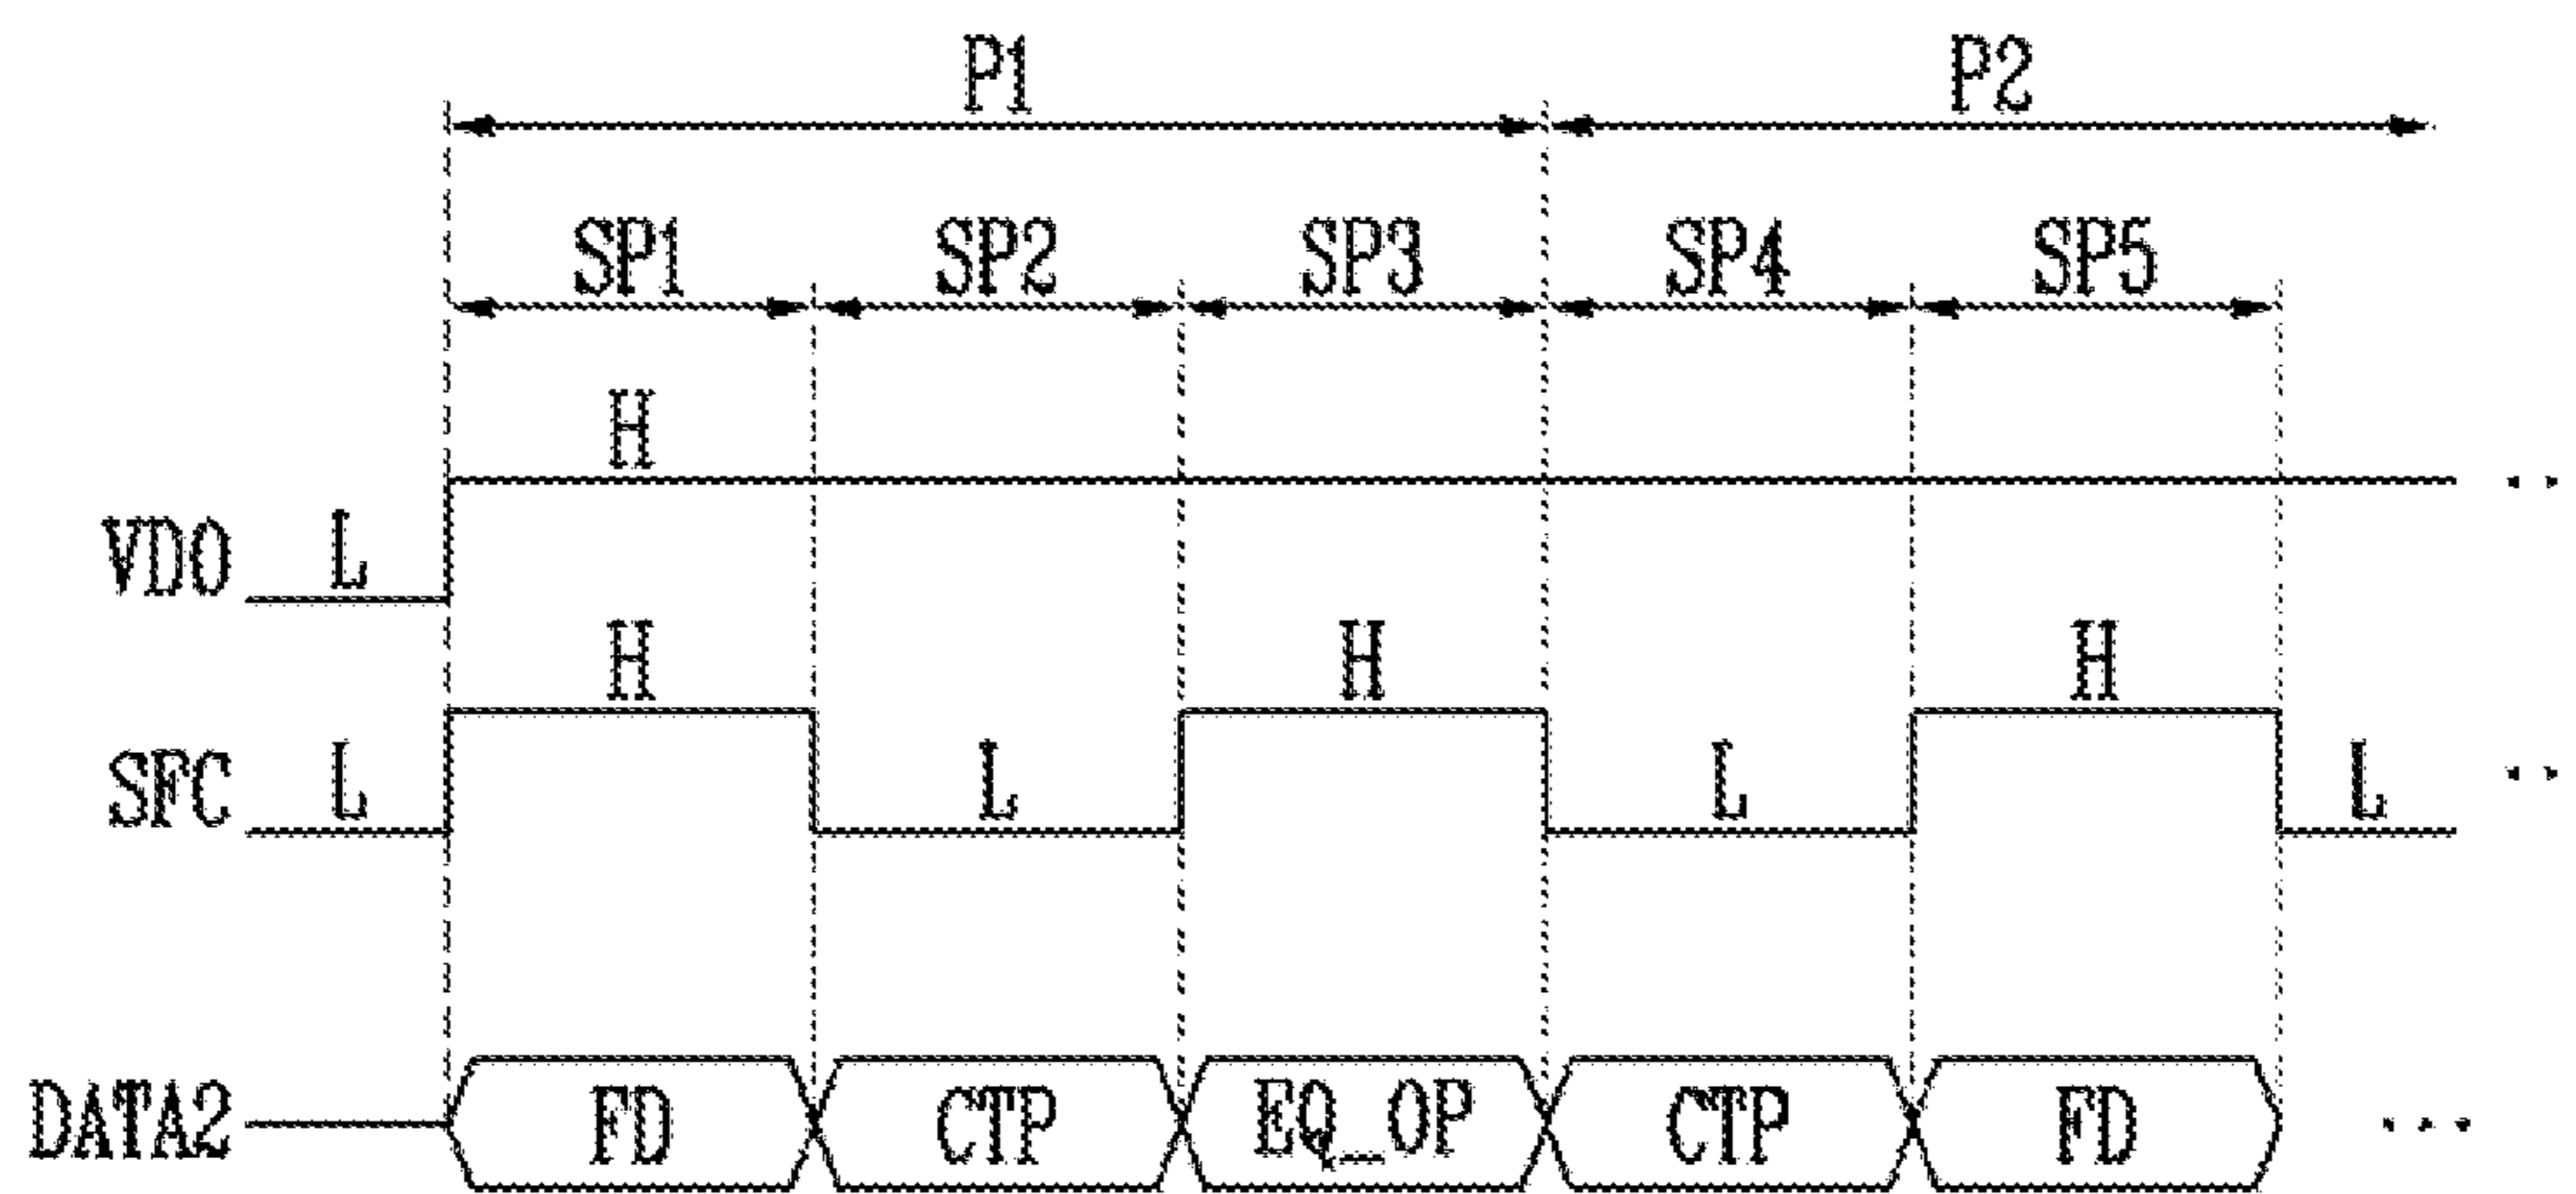 P1 P2
SP1 SP2 SP3 SP4 SP5
H
VDO L
H H H
SFC L L L L
DATA2 FD CTP EQ_OP CTP FD ...